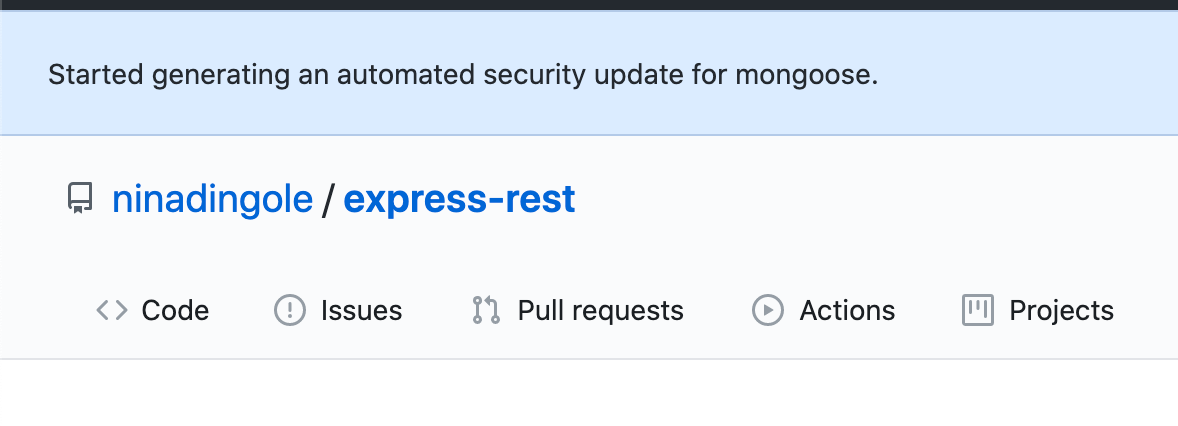 Started generating an automated security update for mongoose.
ninadingole / express-rest
Code Issues Pull requests Actions Projects